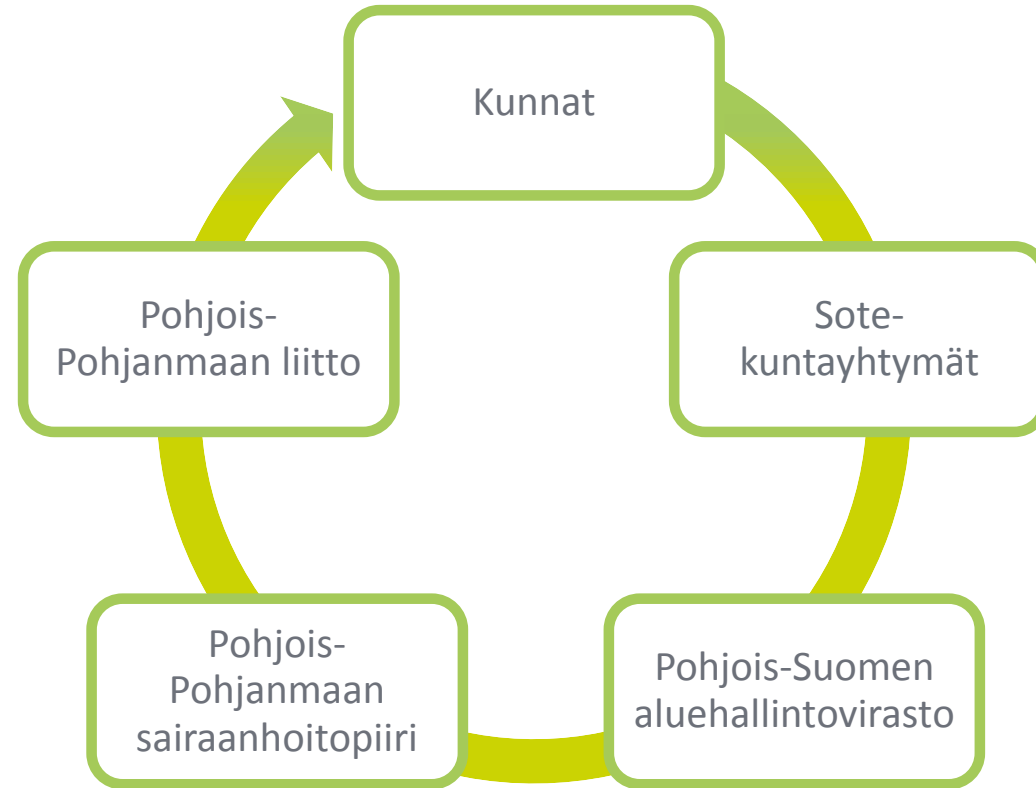 Kunnat
Sote-
kuntayhtymät
Pohjois-Suomen
aluehallintovirasto
Pohjois-
Pohjanmaan
sairaanhoitopiiri
Pohjois-
Pohjanmaan liitto